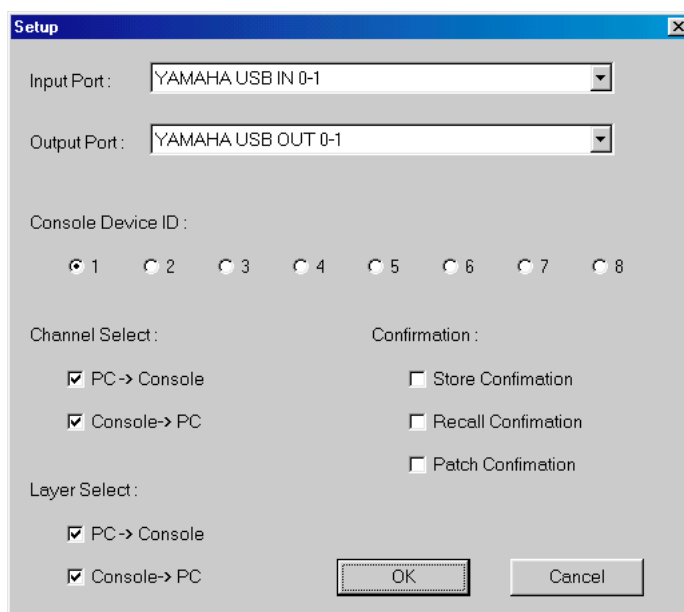 Setup
Input Port :
YAMAHA USB IN 0-1
Output Port :
YAMAHA USB OUT 0-1
Console Device ID :
1 2 3 4 5 6 7 8
Channel Select :
PC -> Console
Console-> PC
Confirmation :
Store Confimation
Recall Confimation
Patch Confimation
Layer Select :
PC -> Console
Console-> PC
OK
Cancel